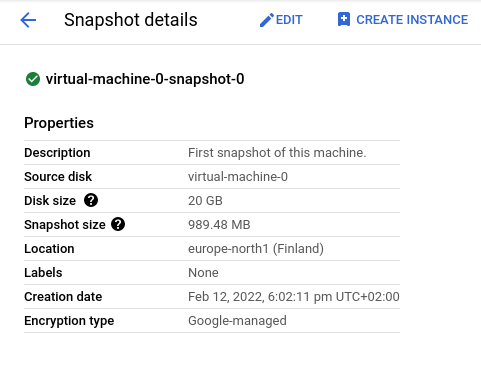 Snapshot details EDIT CREATE INSTANCE
virtual-machine-0-snapshot-0
Properties
Description First snapshot of this machine.
Source disk virtual-machine-0
Disk size ? 20 GB
Snapshot size ? 989.48 MB
Location europe-north1 (Finland)
Labels None
Creation date Feb 12, 2022, 6:02:11 pm UTC+02:00
Encryption type Google-managed